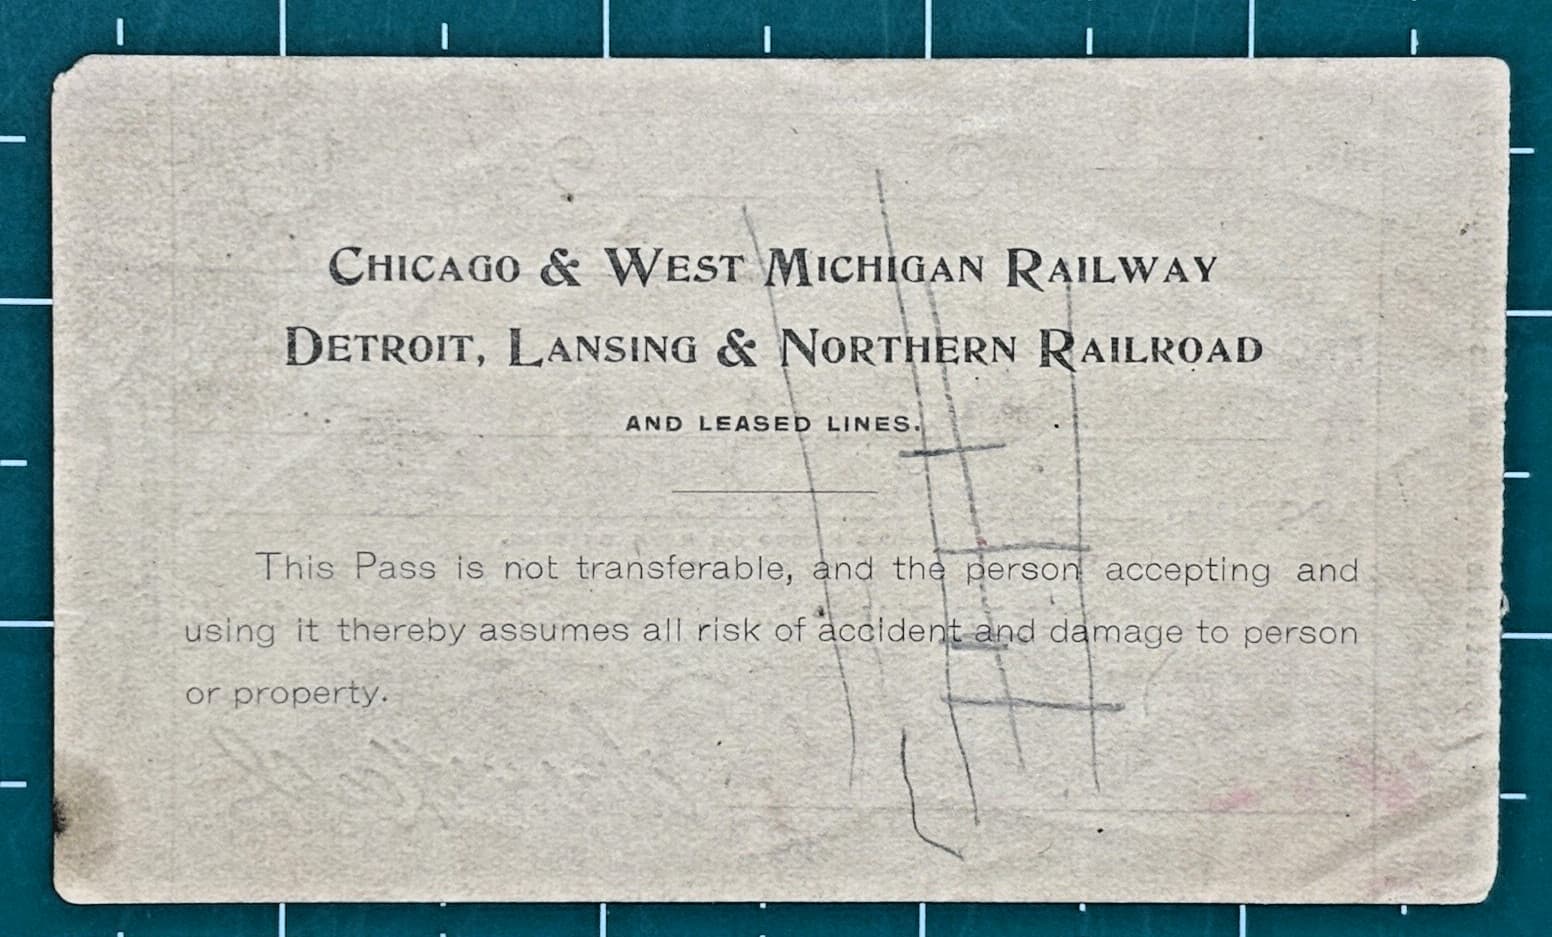 CHICAGO & WEST MICHIGAN RAILWAY
DETROIT, LANSING & NORTHERN RAILROAD
AND LEASED LINES.
This Pass is not transferable, and the person accepting and
using it thereby assumes all risk of accident and damage to person
or property.